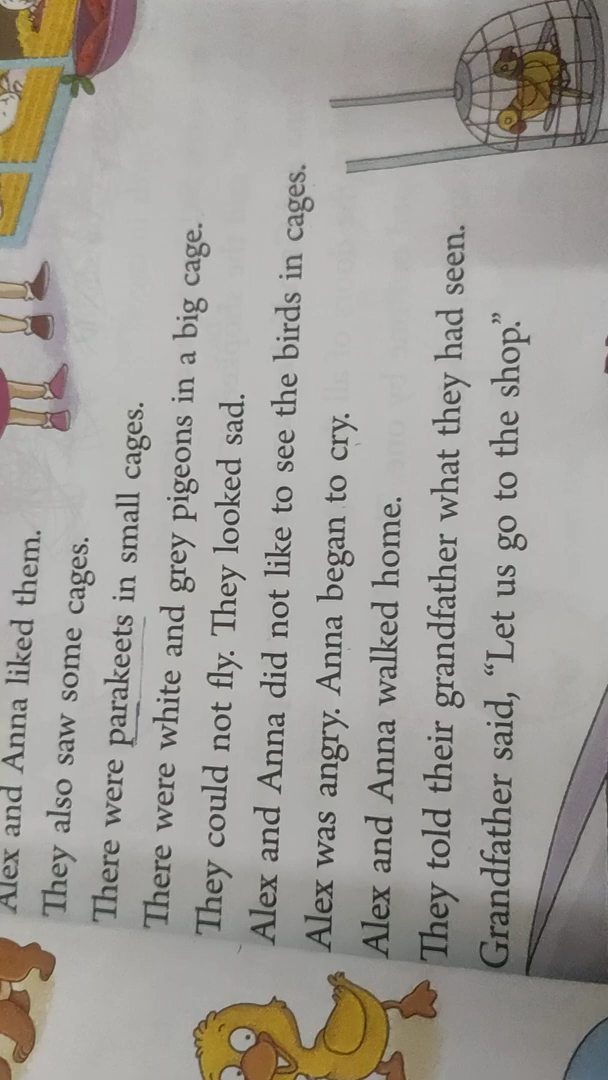 Alex and Anna liked them.
They also saw some cages.
There were parakeets in small cages.
There were white and grey pigeons in a big cage.
They could not fly. They looked sad.
Alex and Anna did not like to see the birds in cages.
Alex was angry. Anna began to cry.
Alex and Anna walked home.
They told their grandfather what they had seen.
Grandfather said, “Let us go to the shop.”